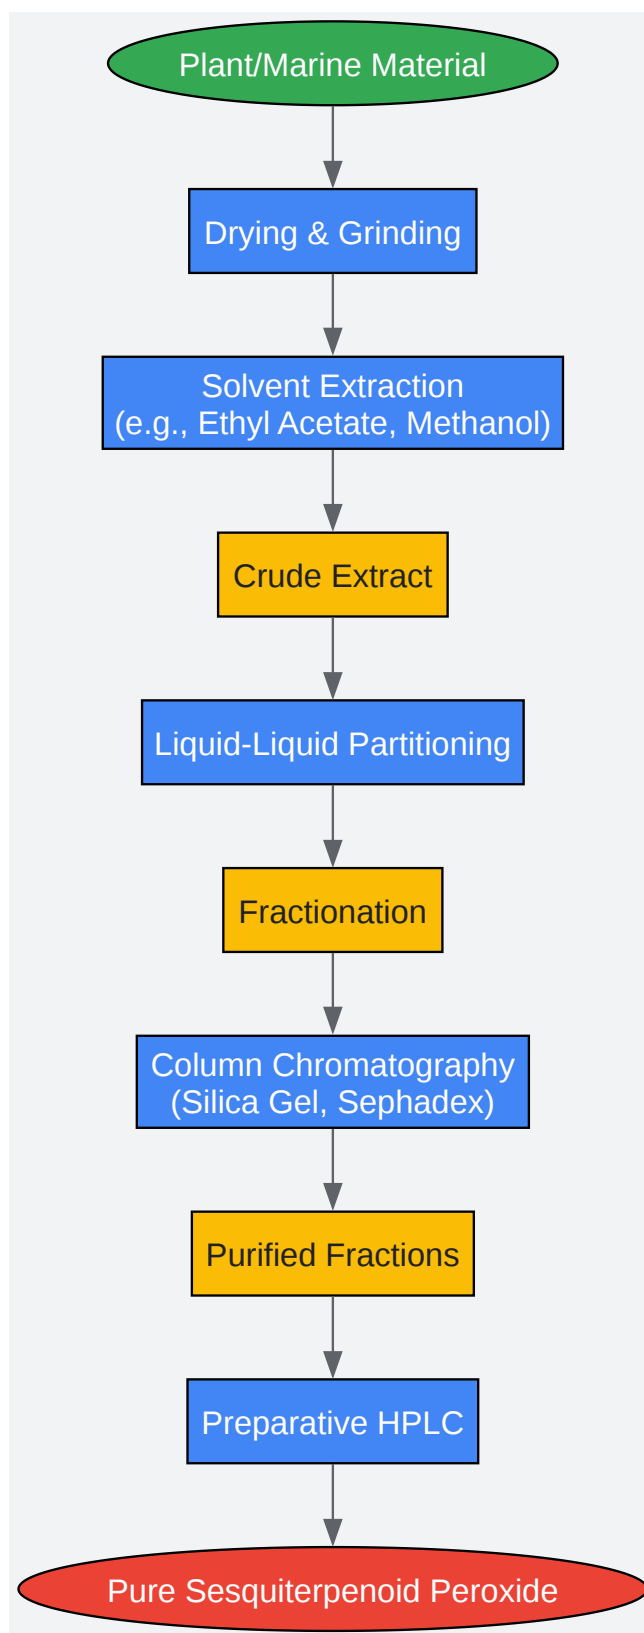 Plant/Marine Material
Drying & Grinding
Solvent Extraction
(e.g., Ethyl Acetate, Methanol)
Crude Extract
Liquid-Liquid Partitioning
Fractionation
Column Chromatography
(Silica Gel, Sephadex)
Purified Fractions
Preparative HPLC
Pure Sesquiterpenoid Peroxide